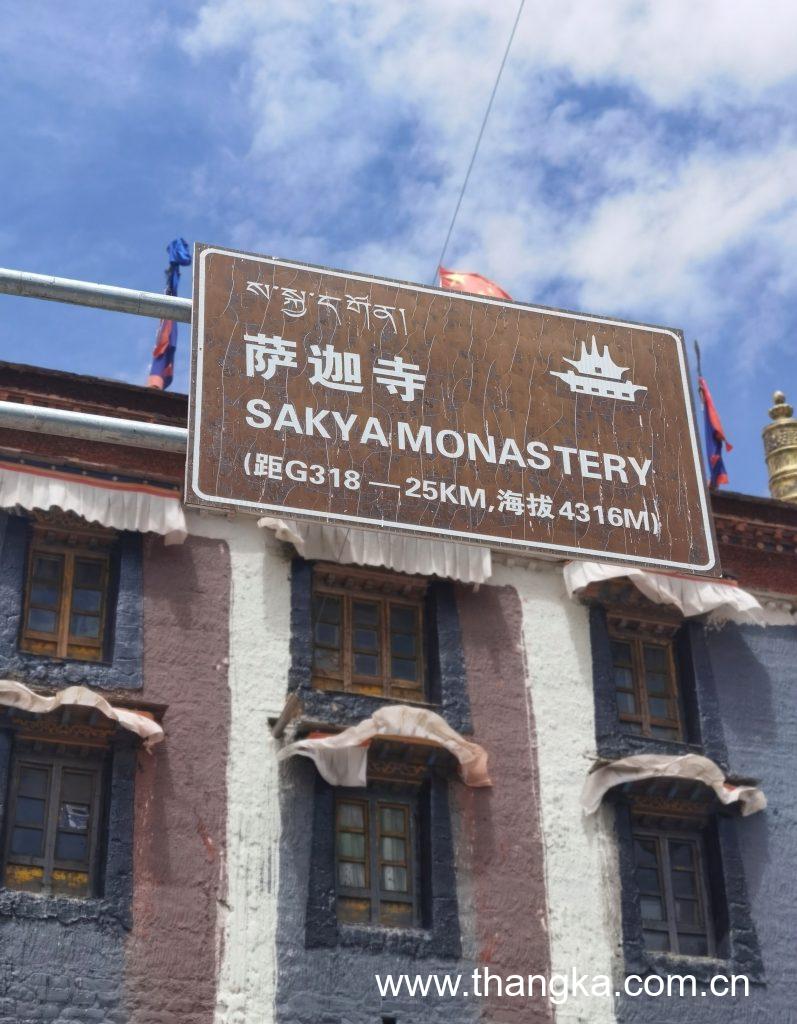 ས་སྐྱ་དགོན།
萨迦寺
SAKYA MONASTERY
(距G318 — 25KM,海拔4316M)
www.thangka.com.cn